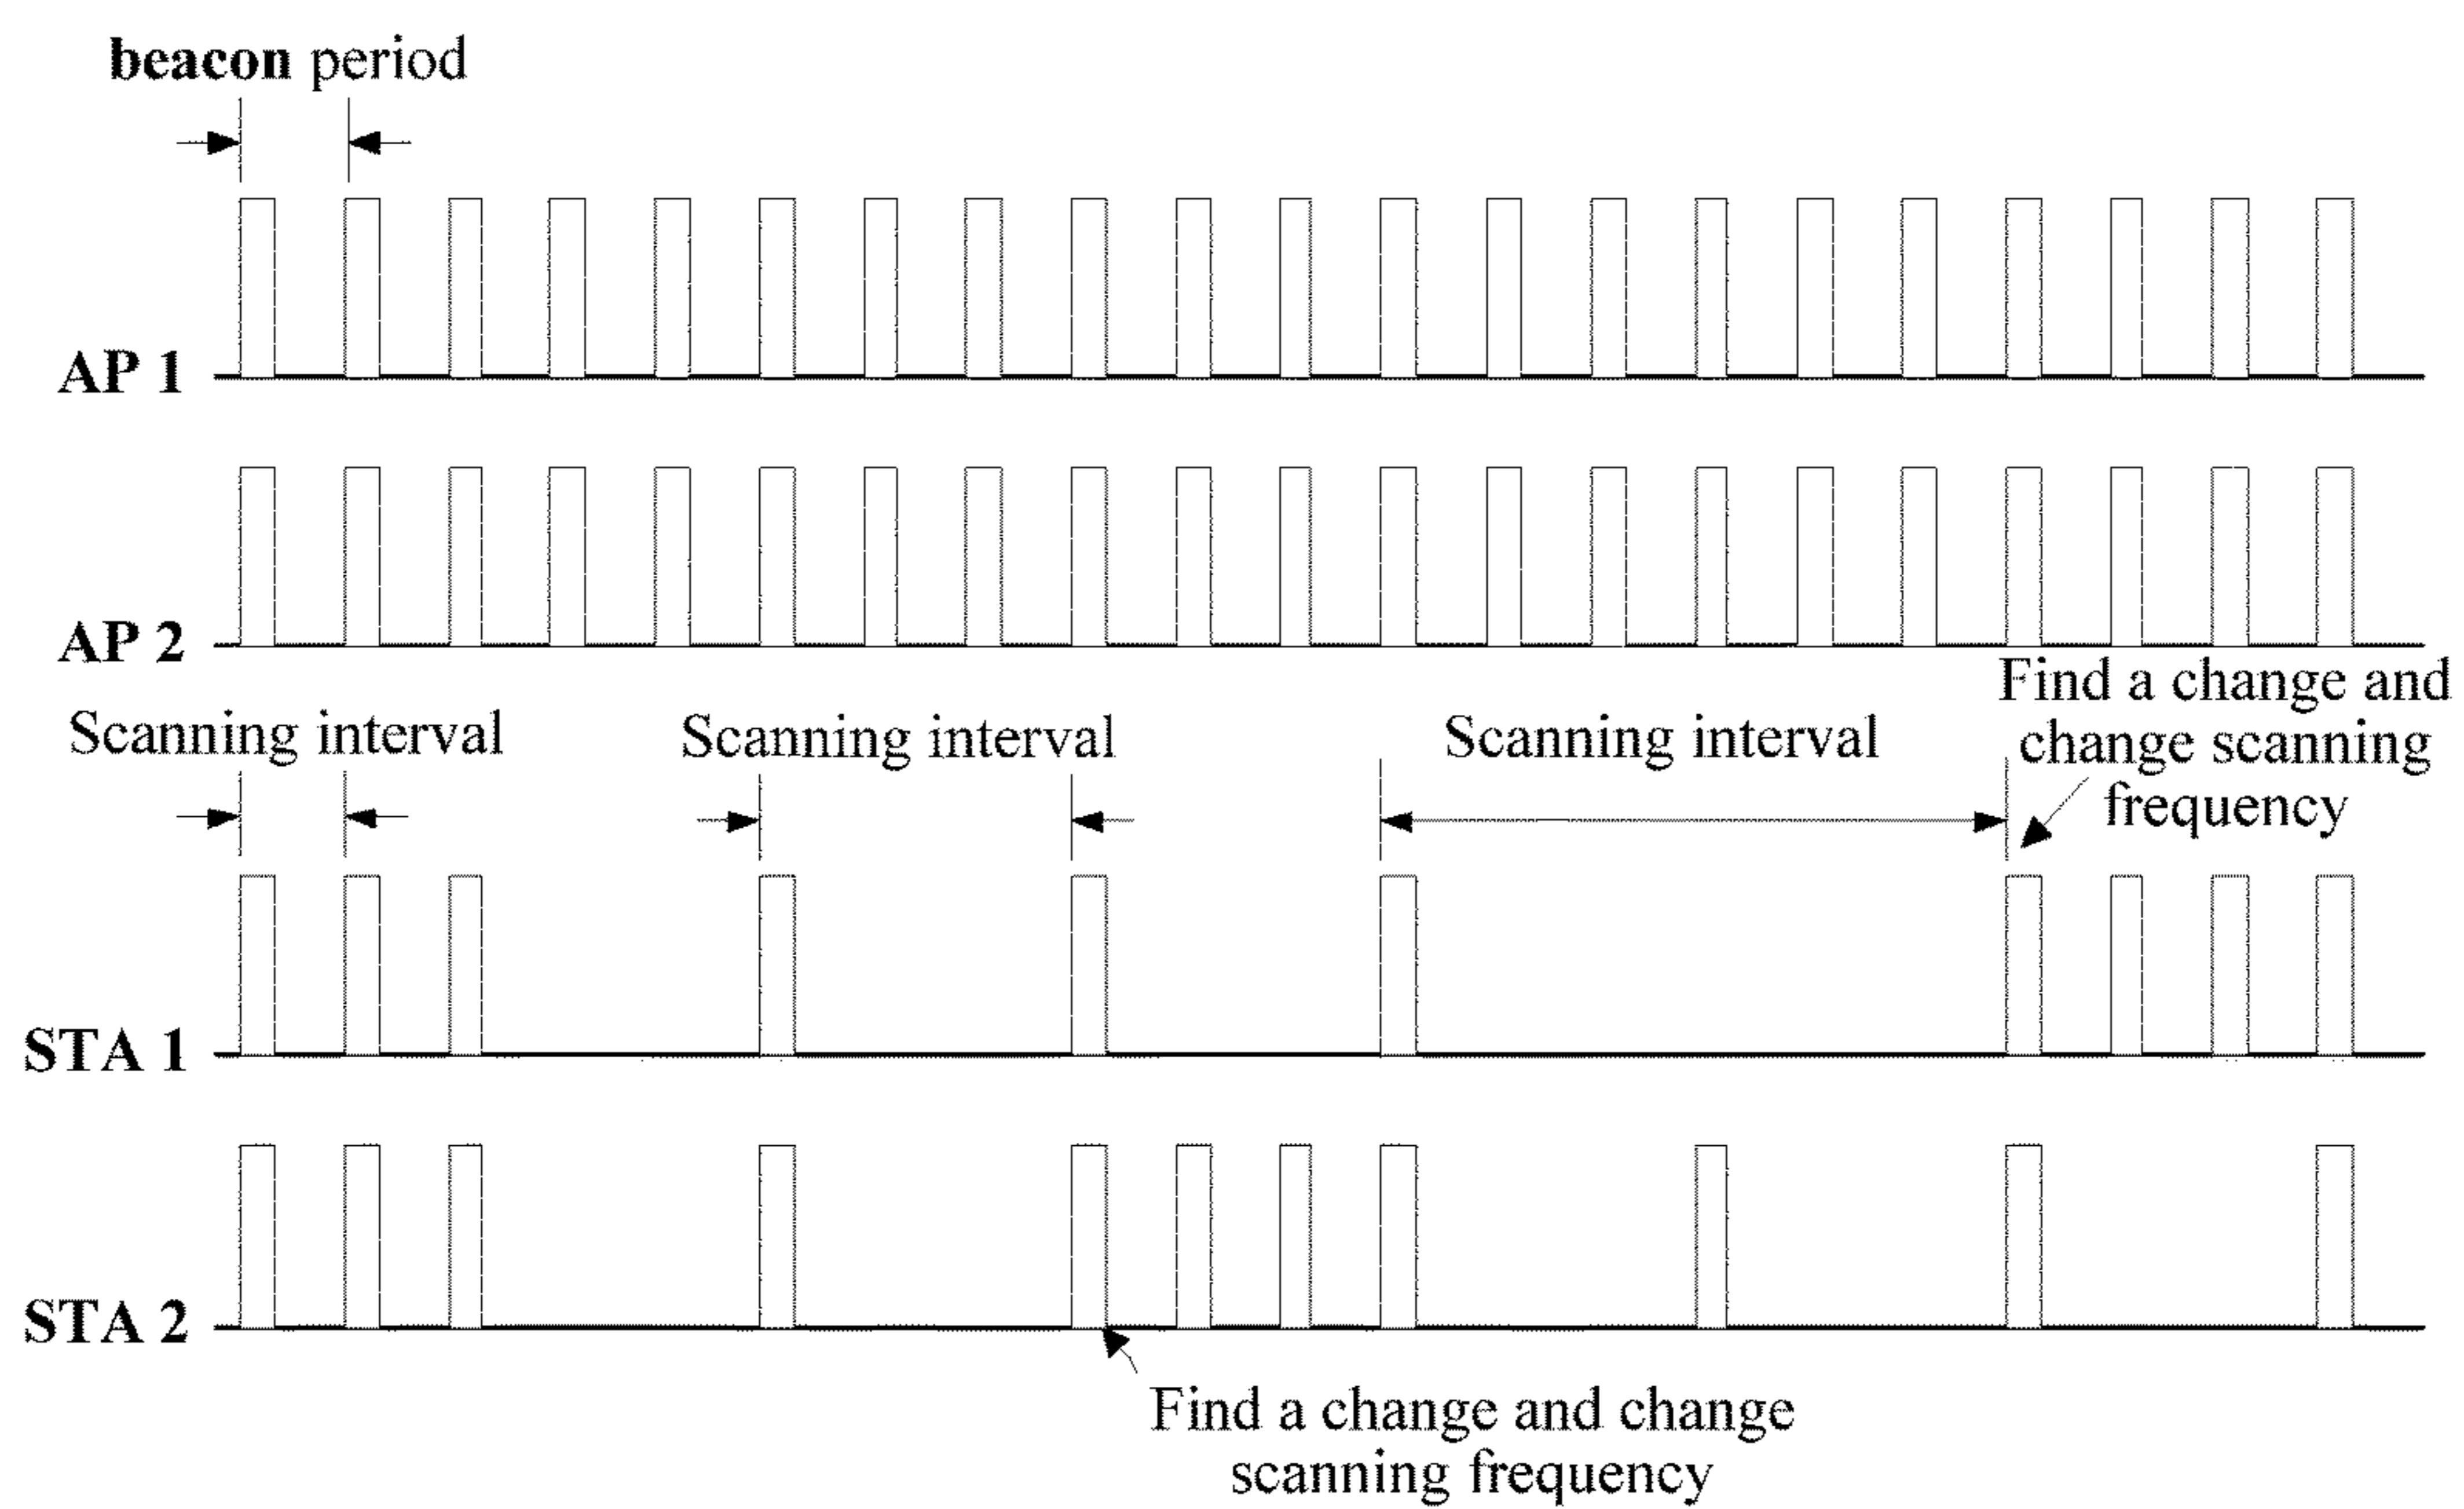 beacon period
AP 1
AP 2
Scanning interval
Scanning interval
Scanning interval
Find a change and
change scanning
frequency
STA 1
STA 2
Find a change and change
scanning frequency